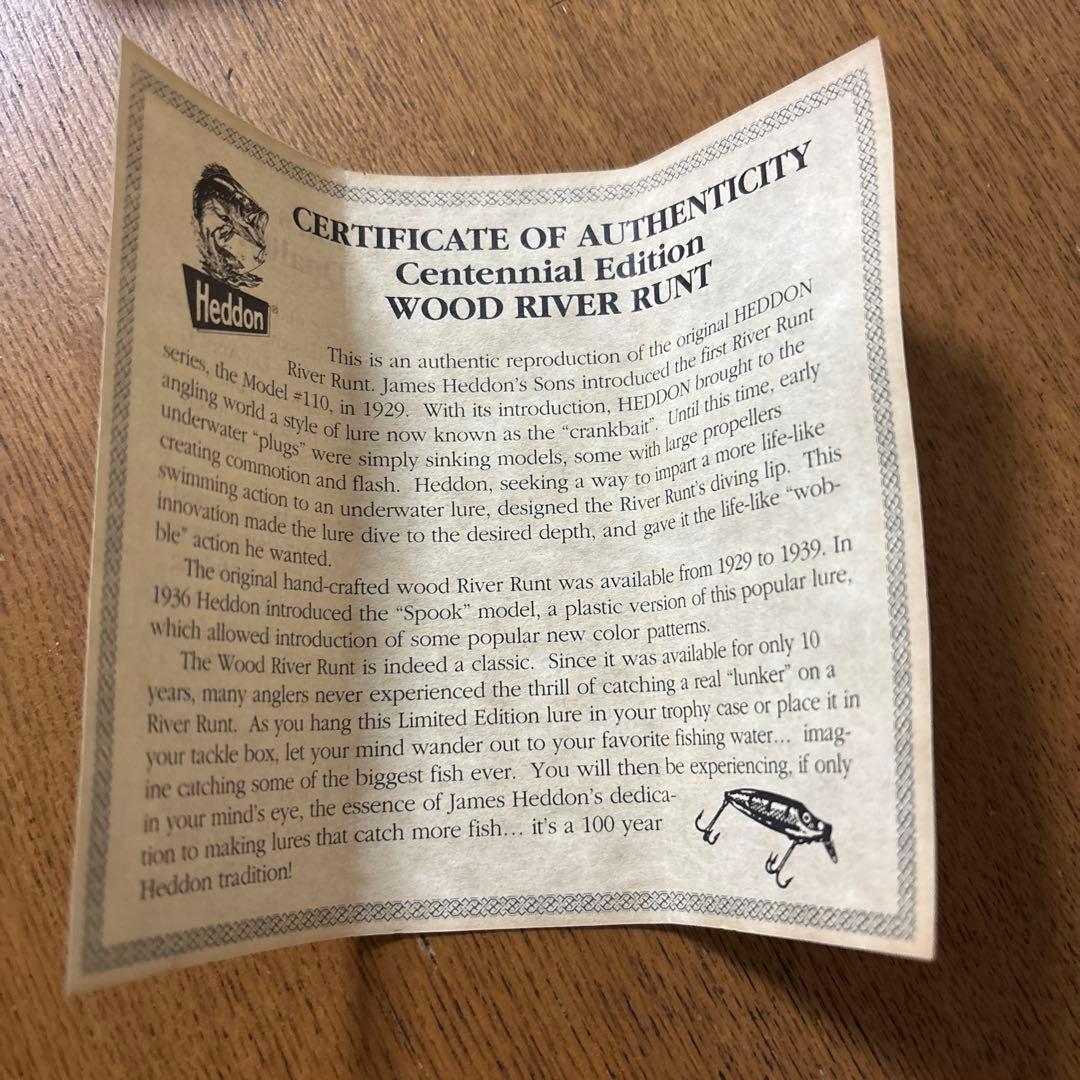 Heddon®
CERTIFICATE OF AUTHENTICITY
Centennial Edition
WOOD RIVER RUNT
This is an authentic reproduction of the original HEDDON
River Runt. James Heddon's Sons introduced the first River Runt
series, the Model #110, in 1929. With its introduction, HEDDON brought to the
angling world a style of lure now known as the "crankbait". Until this time, early
underwater "plugs" were simply sinking models, some with large propellers
creating commotion and flash. Heddon, seeking a way to impart a more life-like
swimming action to an underwater lure, designed the River Runt's diving lip. This
innovation made the lure dive to the desired depth, and gave it the life-like "wob-
ble" action he wanted.
The original hand-crafted wood River Runt was available from 1929 to 1939. In
1936 Heddon introduced the "Spook" model, a plastic version of this popular lure,
which allowed introduction of some popular new color patterns.
The Wood River Runt is indeed a classic. Since it was available for only 10
years, many anglers never experienced the thrill of catching a real "lunker" on a
River Runt. As you hang this Limited Edition lure in your trophy case or place it in
your tackle box, let your mind wander out to your favorite fishing water... imag-
ine catching some of the biggest fish ever. You will then be experiencing, if only
in your mind's eye, the essence of James Heddon's dedica-
tion to making lures that catch more fish... it's a 100 year
Heddon tradition!